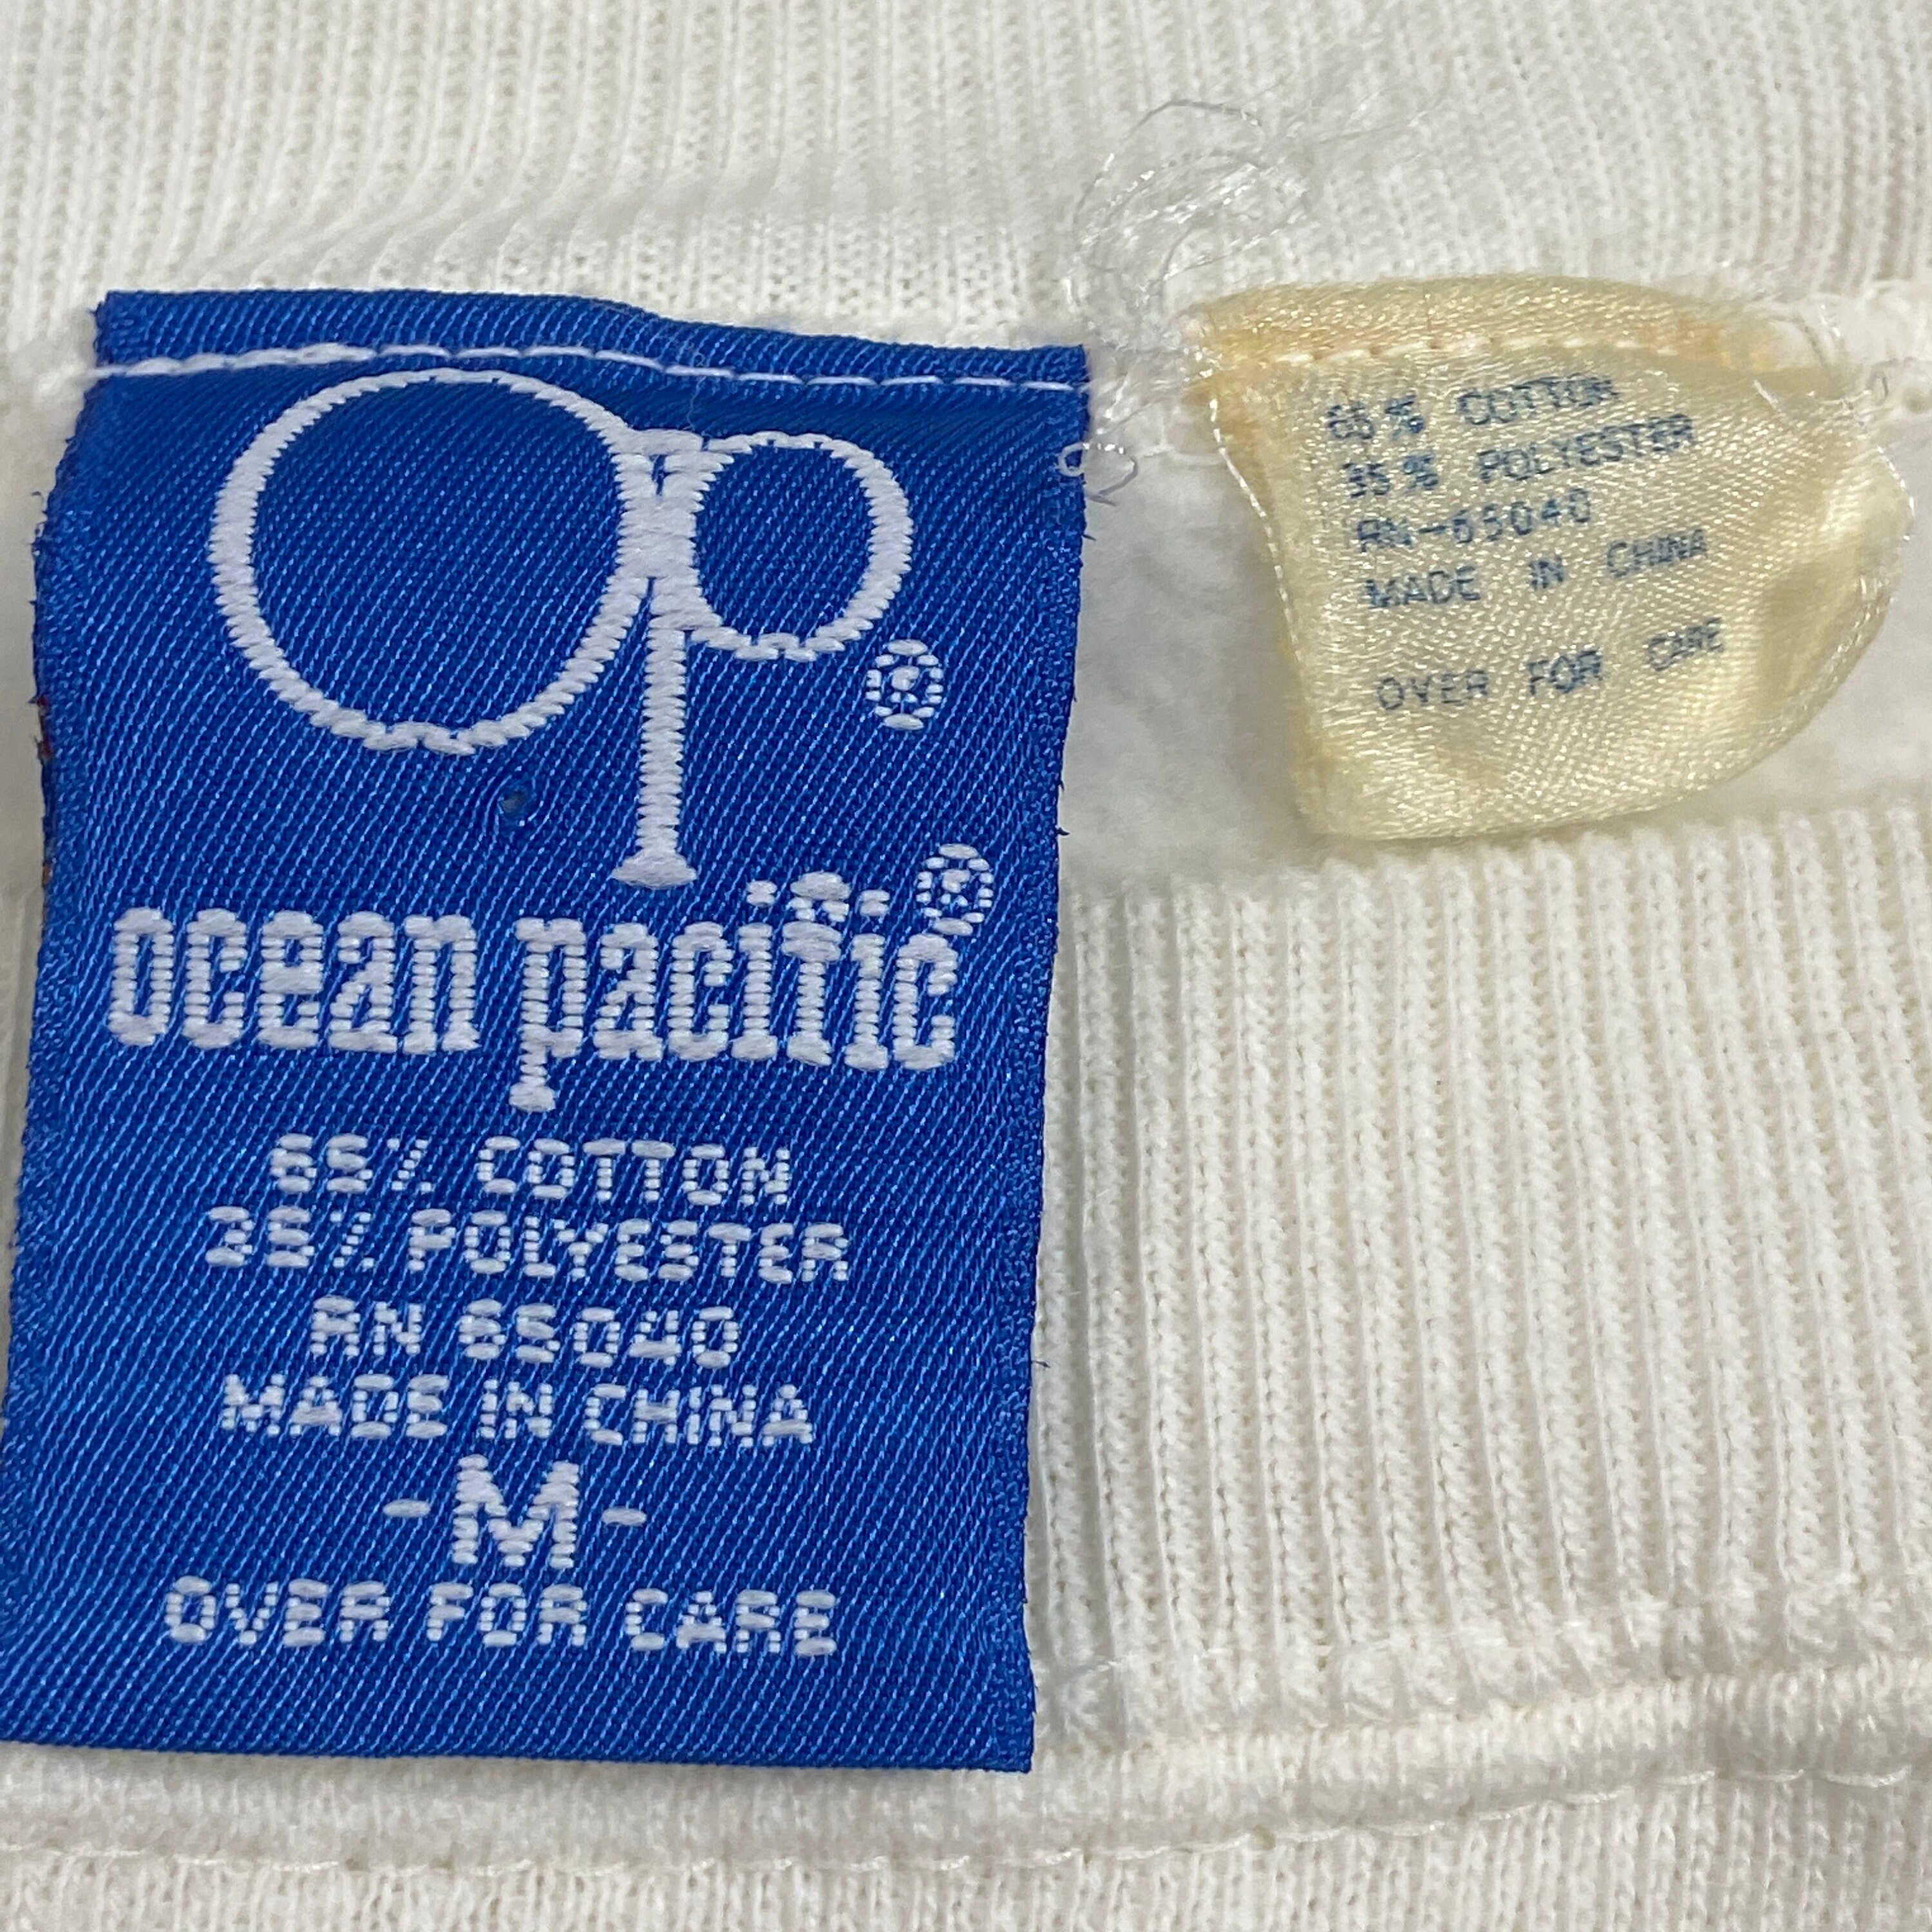 op®
ocean pacific®
65% COTTON
35% POLYESTER
RN 65040
MADE IN CHINA
-M-
OVER FOR CARE
65% COTTON
35% POLYESTER
RN-65040
MADE IN CHINA
OVER FOR CARE